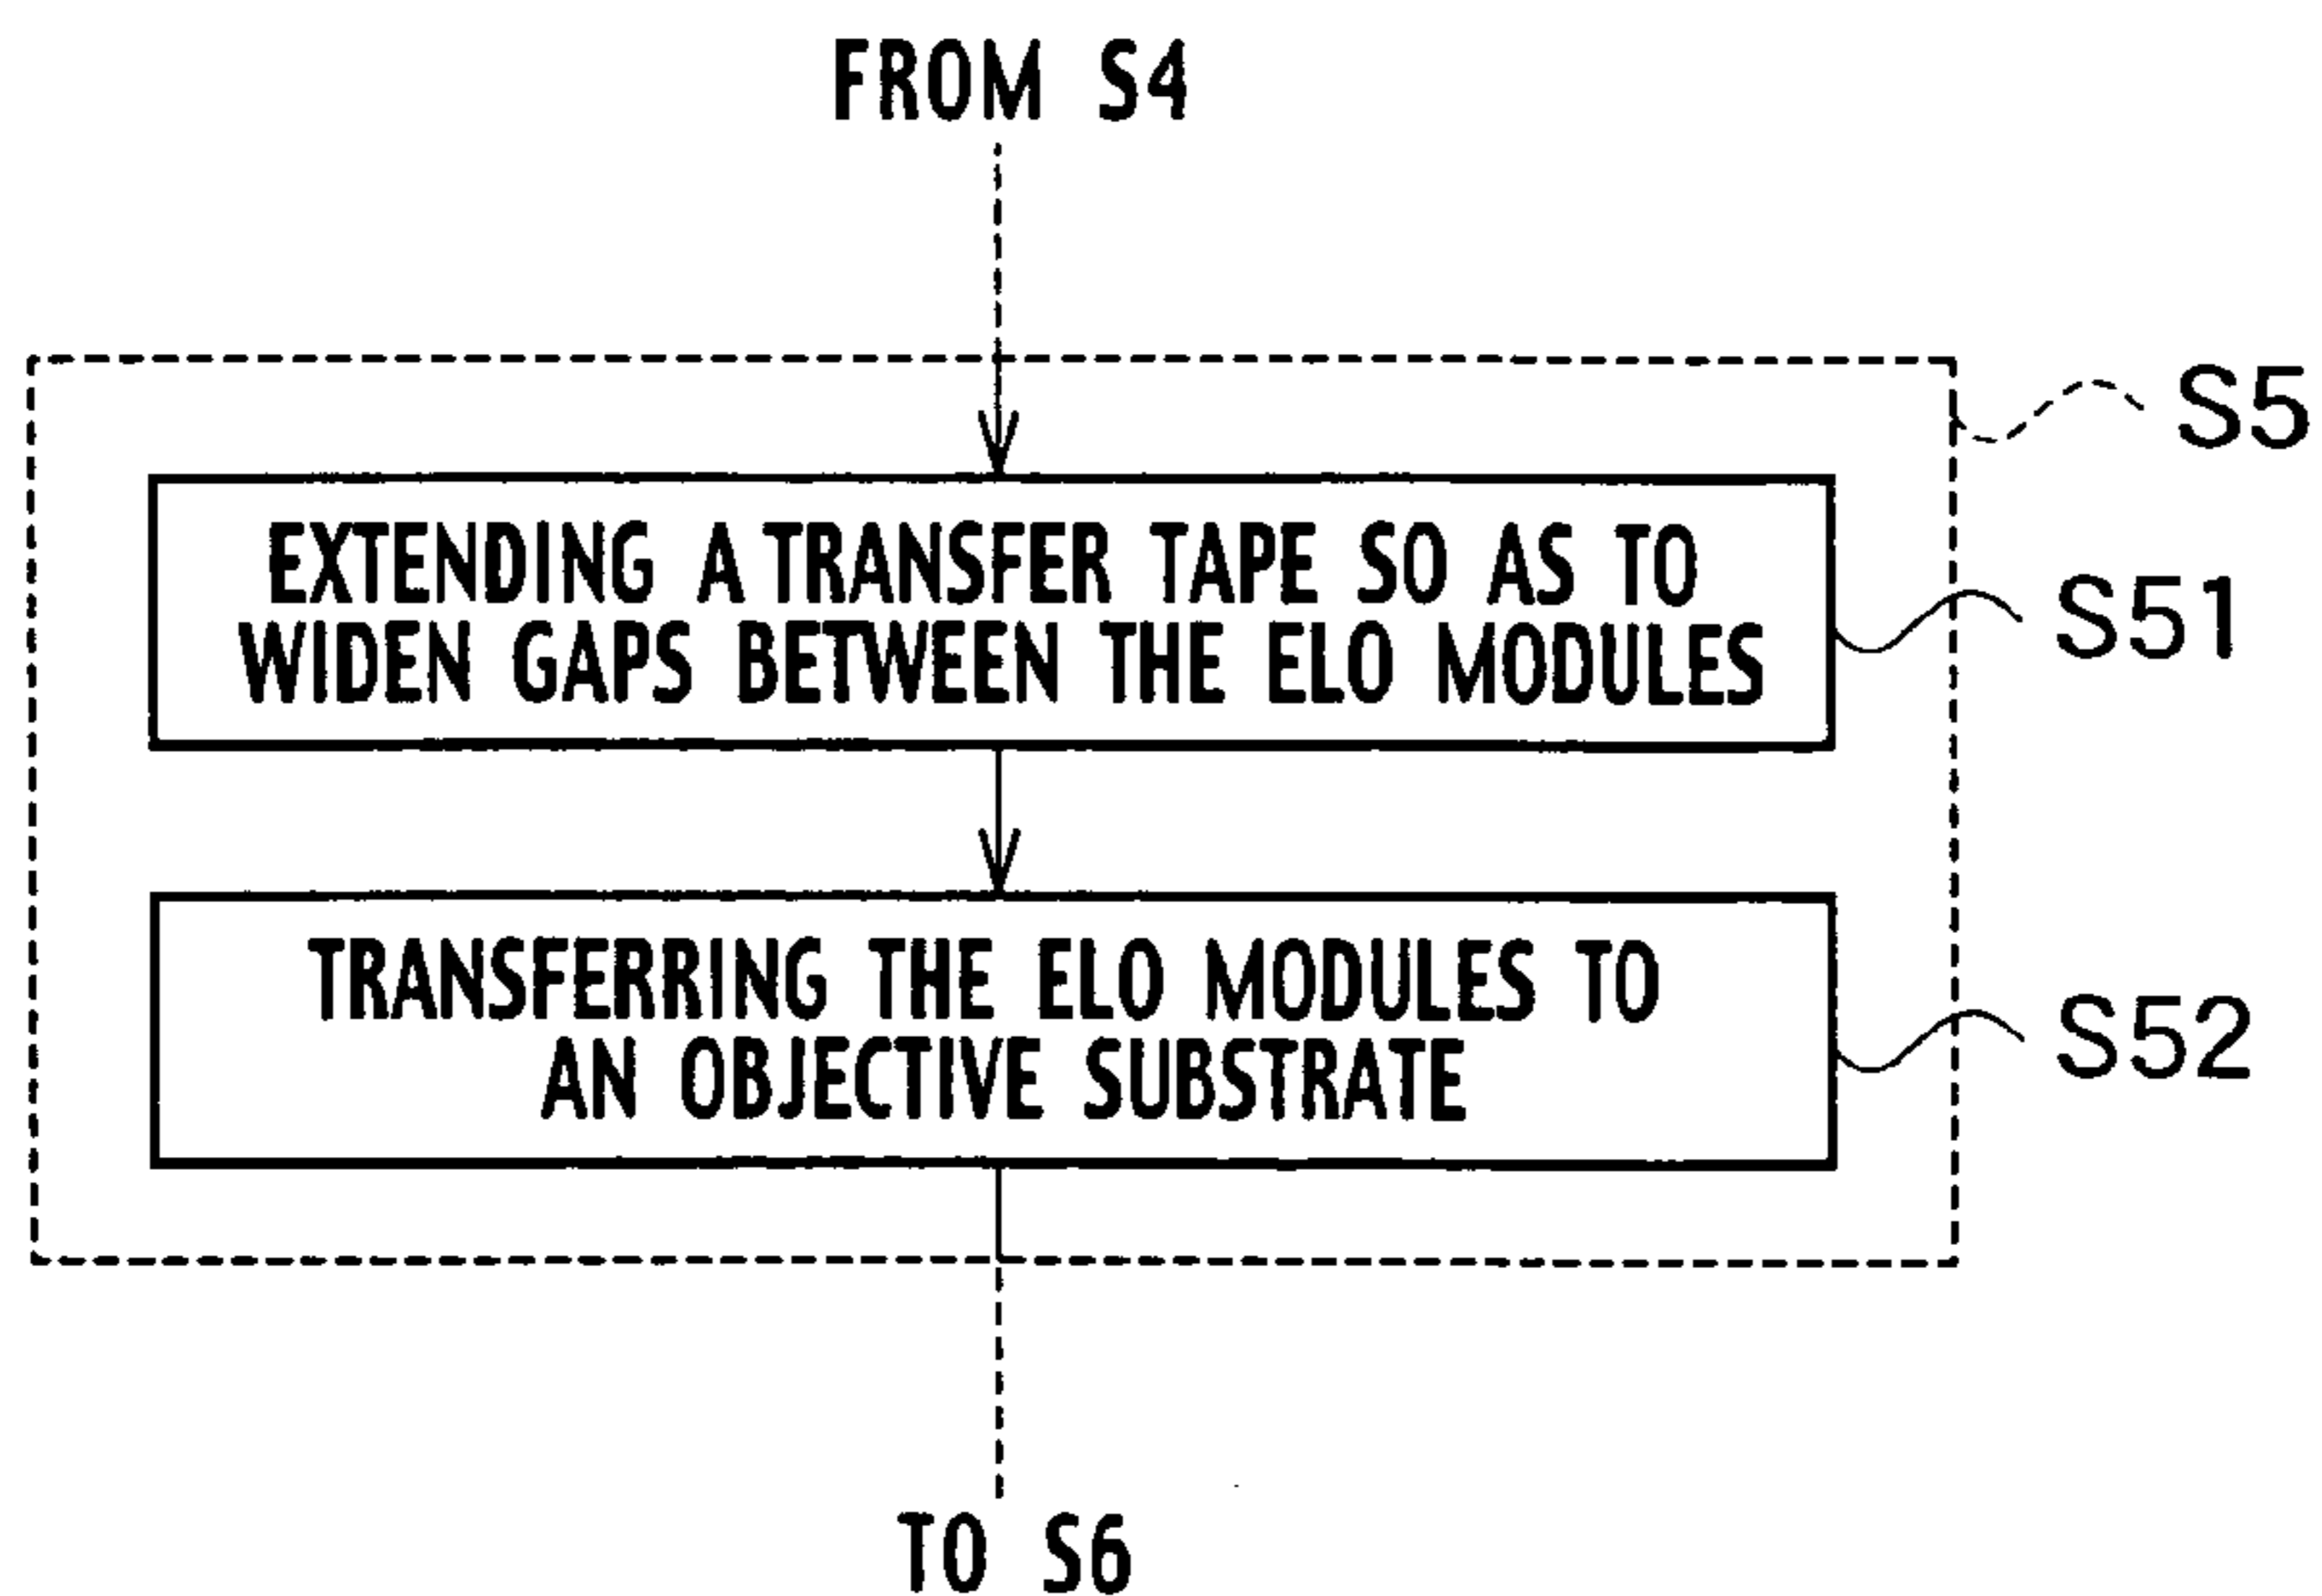 FROM S4
S5
EXTENDING A TRANSFER TAPE SO AS TO
WIDEN GAPS BETWEEN THE ELO MODULES
S51
TRANSFERRING THE ELO MODULES TO
AN OBJECTIVE SUBSTRATE
S52
TO S6